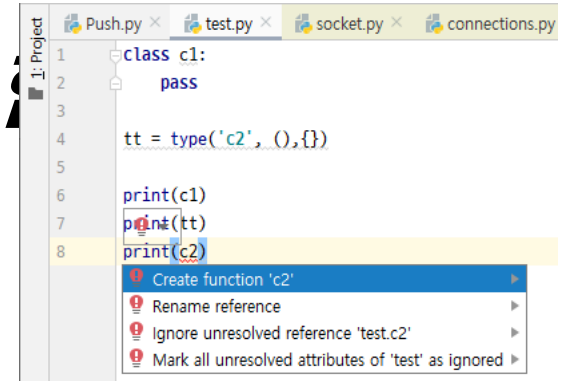 1: Project
Push.py × test.py × socket.py × connections.py
1 class c1:
2     pass
3
4 tt = type('c2', (),{})
5
6 print(c1)
7 print(tt)
8 print(c2)
Create function 'c2'
Rename reference
Ignore unresolved reference 'test.c2'
Mark all unresolved attributes of 'test' as ignored